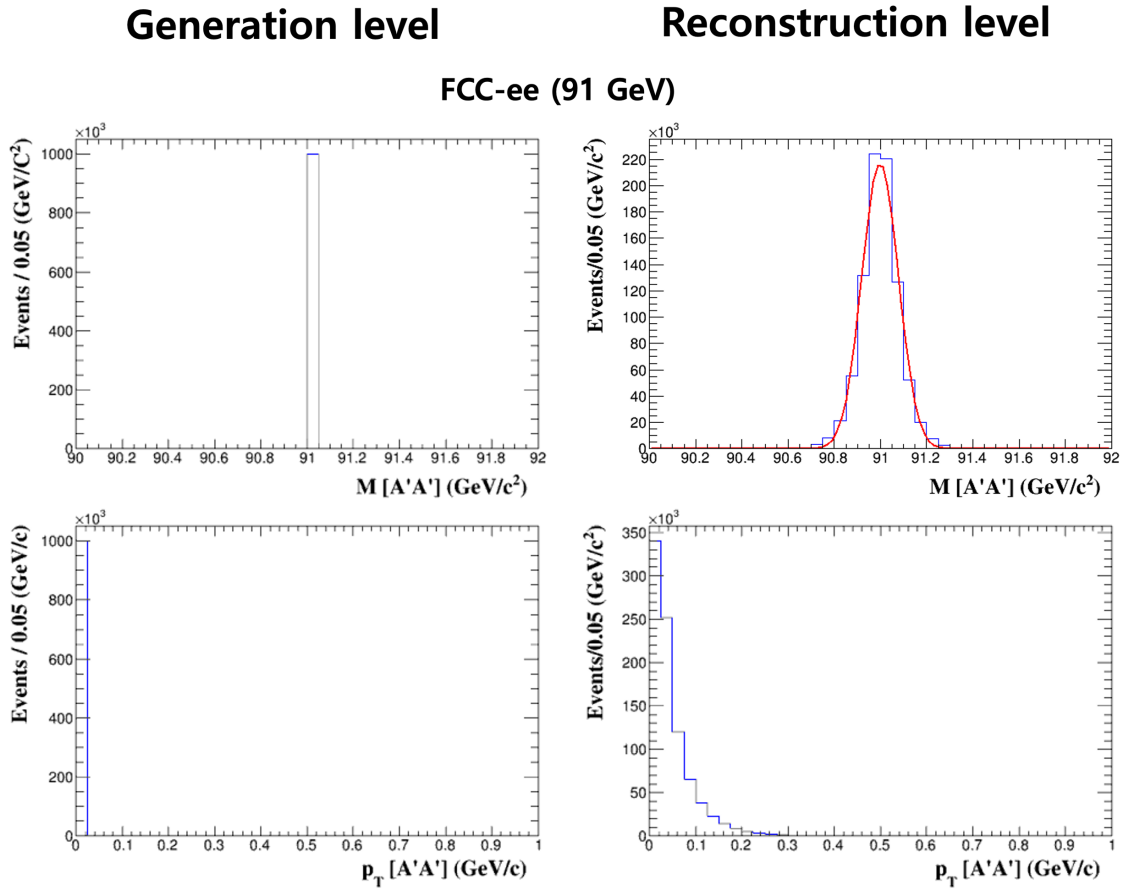 Generation level
Reconstruction level
FCC-ee (91 GeV)
×10³
Events / 0.05 (GeV/C²)
1000
800
600
400
200
0
90 90.2 90.4 90.6 90.8 91 91.2 91.4 91.6 91.8 92
M [A'A'] (GeV/c²)
×10³
Events/0.05 (GeV/c²)
220
200
180
160
140
120
100
80
60
40
20
0
90 90.2 90.4 90.6 90.8 91 91.2 91.4 91.6 91.8 92
M [A'A'] (GeV/c²)
×10³
Events / 0.05 (GeV/c)
1000
800
600
400
200
0
0 0.1 0.2 0.3 0.4 0.5 0.6 0.7 0.8 0.9 1
p_T [A'A'] (GeV/c)
×10³
Events/0.05 (GeV/c²)
350
300
250
200
150
100
50
0
0 0.1 0.2 0.3 0.4 0.5 0.6 0.7 0.8 0.9 1
p_T [A'A'] (GeV/c)